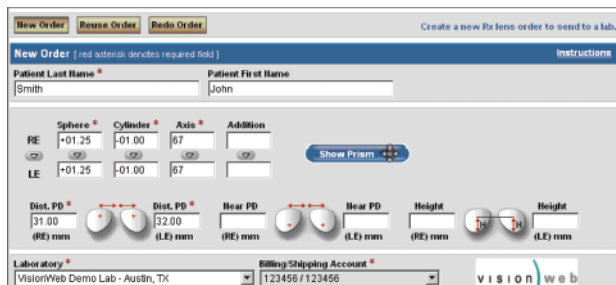 New Order Reuse Order Redo Order Create a new Rx lens order to send to a lab.
New Order [ red asterisk denotes required field ] Instructions
Patient Last Name * Patient First Name
Smith John
Sphere * Cylinder * Axis * Addition
RE +01.25 -01.00 67
Show Prism
LE +01.25 -01.00 67
Dist. PD * Dist. PD * Near PD Near PD Height Height
31.00 32.00 H H
(RE) mm (LE) mm (RE) mm (LE) mm (RE) mm (LE) mm
Laboratory * Billing/Shipping Account *
VisionWeb Demo Lab - Austin, TX 123456 / 123456 vision web